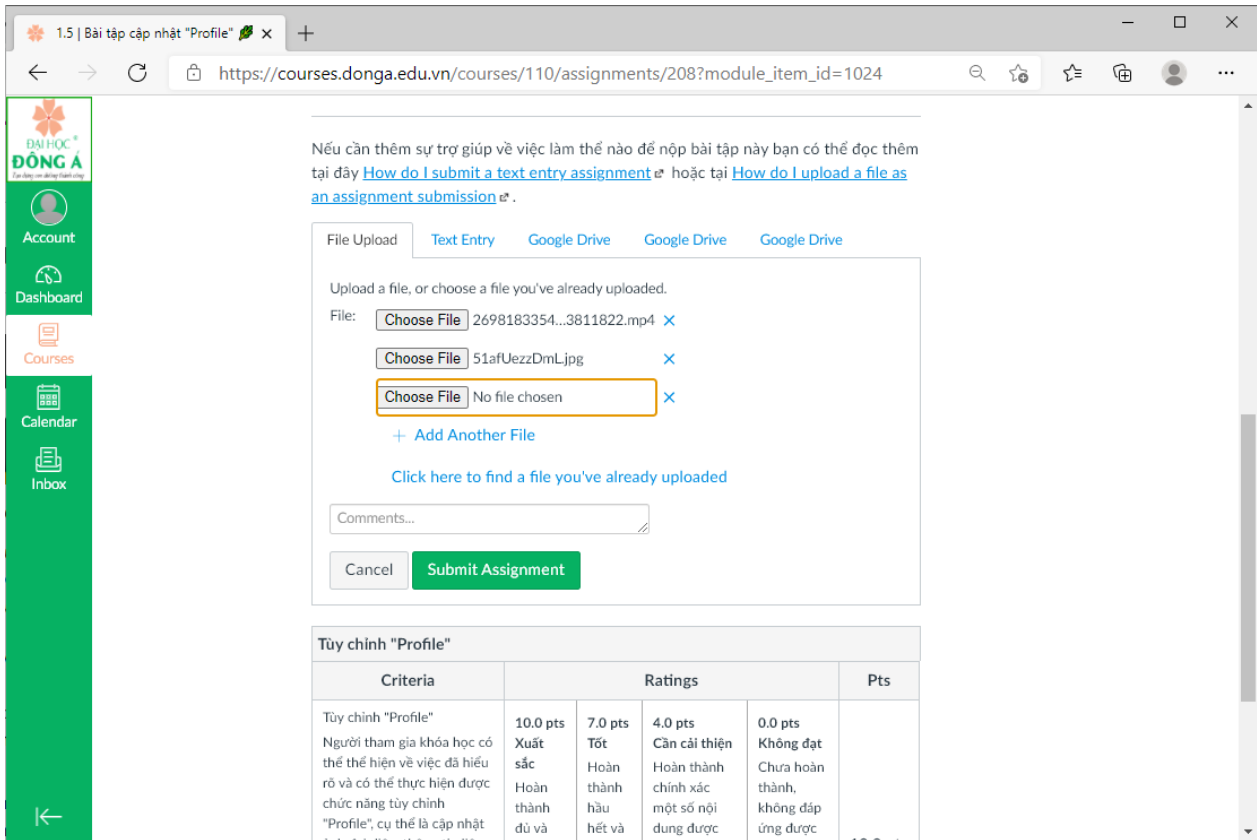 1.5 | Bài tập cập nhật "Profile"
https://courses.donga.edu.vn/courses/110/assignments/208?module_item_id=1024
ĐẠI HỌC
ĐÔNG Á
Account
Dashboard
Courses
Calendar
Inbox
Nếu cần thêm sự trợ giúp về việc làm thế nào để nộp bài tập này bạn có thể đọc thêm
tại đây How do I submit a text entry assignment hoặc tại How do I upload a file as
an assignment submission .
File Upload Text Entry Google Drive Google Drive Google Drive
Upload a file, or choose a file you've already uploaded.
File: Choose File 2698183354...3811822.mp4
Choose File 51afUezzDmL.jpg
Choose File No file chosen
+ Add Another File
Click here to find a file you've already uploaded
Comments...
Cancel Submit Assignment
Tùy chỉnh "Profile"
Criteria Ratings Pts
Tùy chỉnh "Profile"
Người tham gia khóa học có
thể thể hiện về việc đã hiểu
rõ và có thể thực hiện được
chức năng tùy chỉnh
"Profile", cụ thể là cập nhật
10.0 pts
Xuất
sắc
Hoàn
thành
đủ và
7.0 pts
Tốt
Hoàn
thành
hầu
hết và
4.0 pts
Cần cải thiện
Hoàn thành
chính xác
một số nội
dung được
0.0 pts
Không đạt
Chưa hoàn
thành,
không đáp
ứng được